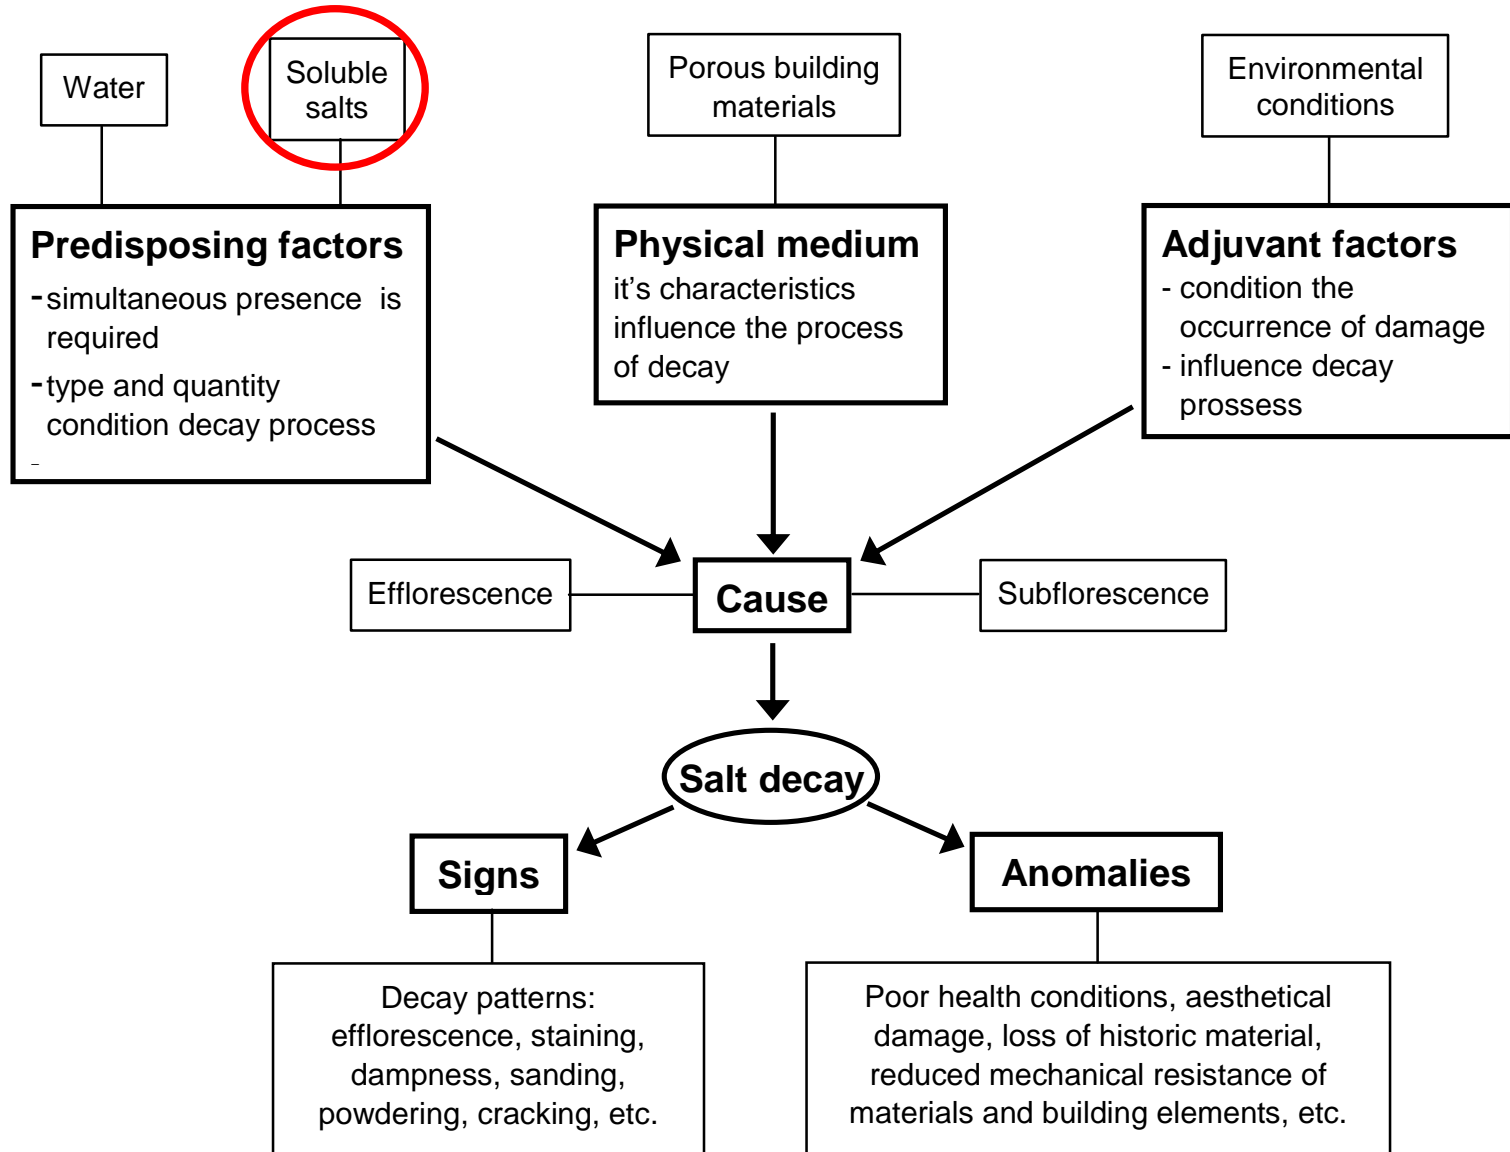 Water
Soluble
salts
Porous building
materials
Environmental
conditions
Predisposing factors
-simultaneous presence is
required
-type and quantity
condition decay process
-
Physical medium
it’s characteristics
influence the process
of decay
Adjuvant factors
- condition the
occurrence of damage
- influence decay
prossess
Efflorescence
Cause
Subflorescence
Salt decay
Signs
Anomalies
Decay patterns:
efflorescence, staining,
dampness, sanding,
powdering, cracking, etc.
Poor health conditions, aesthetical
damage, loss of historic material,
reduced mechanical resistance of
materials and building elements, etc.